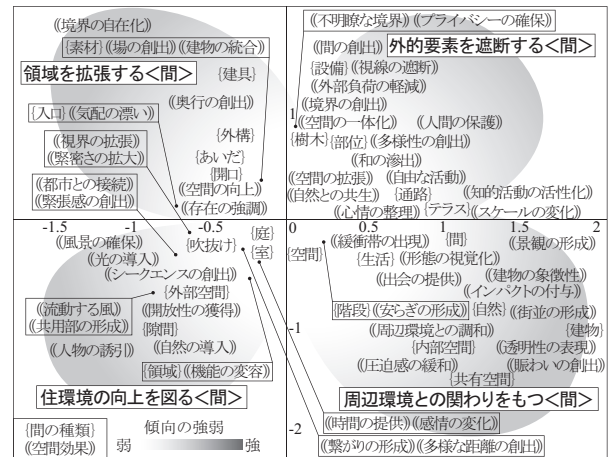 ((境界の自在化))
{素材} ((場の創出)) ((建物の統合))
領域を拡張する<間>
{建具}
((奥行の創出))
{入口} ((気配の漂い))
{外構}
((視界の拡張))
((緊密さの拡大))
{あいだ}
{開口}
((都市との接続))
((緊張感の創出))
((空間の向上))
((存在の強調))
((不明瞭な境界)) ((プライバシーの確保))
((間の創出)) 外的要素を遮断する<間>
{設備} ((視線の遮断))
((外部負荷の軽減))
((境界の創出))
1
((空間の一体化)) ((人間の保護))
{樹木} {部位} ((多様性の創出))
((和の滲出))
((空間の拡張)) ((自由な活動))
((自然との共生)) {通路} ((知的活動の活性化))
((心情の整理)) {テラス} ((スケールの変化))
-1.5 -1 -0.5 0 0.5 1 1.5 2
((風景の確保))
{吹抜け}
{庭}
{室}
((光の導入))
((シークエンスの創出))
{外部空間}
((流動する風))
((共用部の形成))
((開放性の獲得))
{隙間}
((人物の誘引)) ((自然の導入))
{領域} ((機能の変容))
住環境の向上を図る<間>
{間の種類}
((空間効果))
傾向の強弱
弱 強
{空間}
((緩衝帯の出現)) {間} ((景観の形成))
{生活} ((形態の視覚化))
((出会の提供)) ((建物の象徴性))
((インパクトの付与))
{階段} ((安らぎの形成)) {自然} ((街並の形成))
-1
((周辺環境との調和)) {建物}
{内部空間} ((透明性の表現))
((圧迫感の緩和)) ((賑わいの創出))
{共有空間}
周辺環境との関わりをもつ<間>
((時間の提供)) ((感情の変化))
-2
((繋がりの形成)) ((多様な距離の創出))